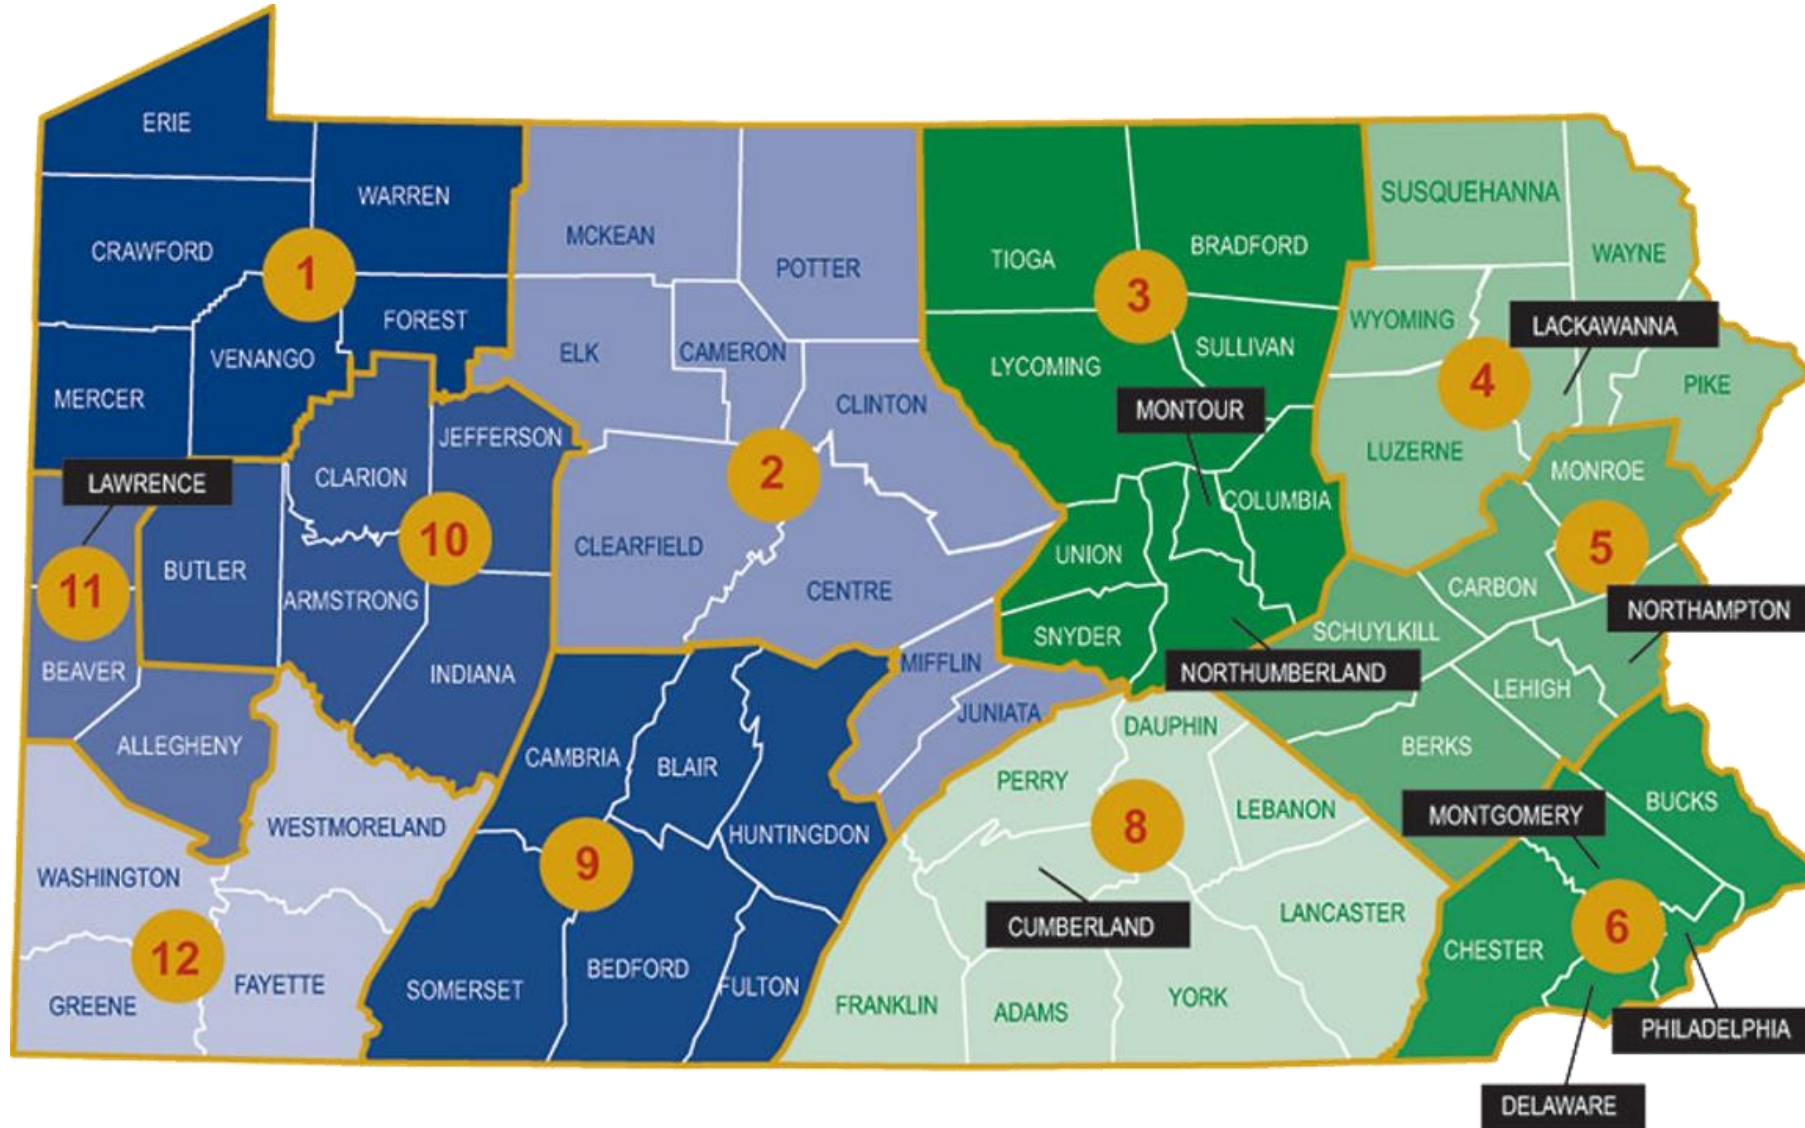 ERIE
WARREN
CRAWFORD
1
FOREST
VENANGO
MERCER
MCKEAN
POTTER
ELK
CAMERON
CLINTON
2
CLEARFIELD
CENTRE
MIFFLIN
JUNIATA
TIOGA
BRADFORD
3
LYCOMING
SULLIVAN
MONTOUR
COLUMBIA
UNION
SNYDER
NORTHUMBERLAND
SUSQUEHANNA
WAYNE
WYOMING
LACKAWANNA
4
PIKE
LUZERNE
MONROE
5
CARBON
NORTHAMPTON
SCHUYLKILL
LEHIGH
BERKS
LAWRENCE
11
BEAVER
ALLEGHENY
JEFFERSON
CLARION
10
BUTLER
ARMSTRONG
INDIANA
WESTMORELAND
WASHINGTON
12
FAYETTE
GREENE
CAMBRIA
BLAIR
HUNTINGDON
9
BEDFORD
SOMERSET
FULTON
DAUPHIN
PERRY
LEBANON
8
CUMBERLAND
LANCASTER
FRANKLIN
ADAMS
YORK
MONTGOMERY
BUCKS
6
CHESTER
PHILADELPHIA
DELAWARE